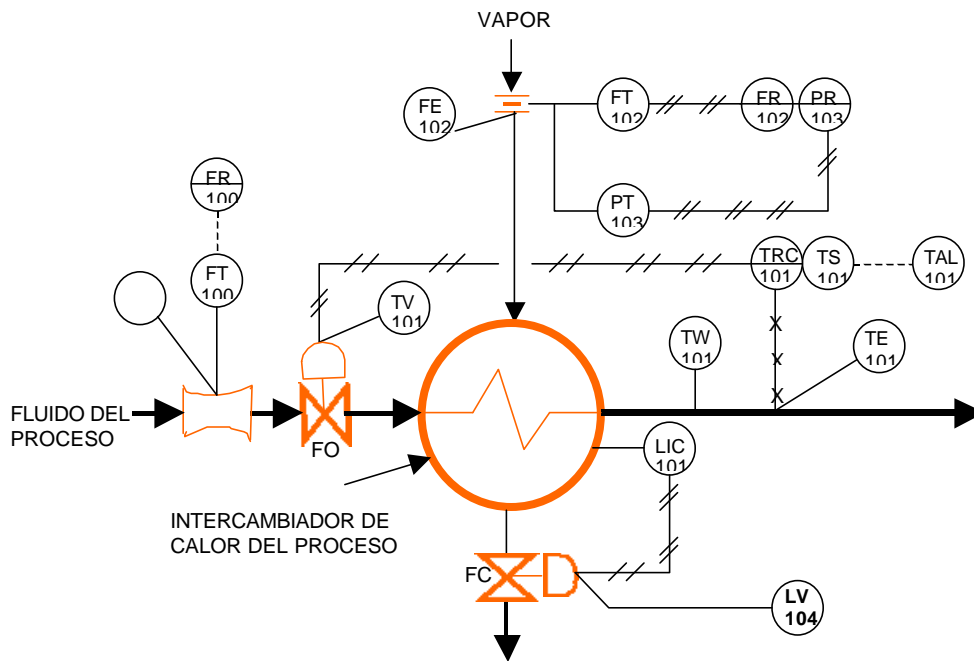 VAPOR
FE
102
FT
102
FR
102
PR
103
PT
103
FR
100
FT
100
TRC
101
TS
101
TAL
101
TV
101
TW
101
TE
101
FLUIDO DEL
PROCESO
FO
LIC
101
INTERCAMBIADOR DE
CALOR DEL PROCESO
FC
LV
104
X
X
X